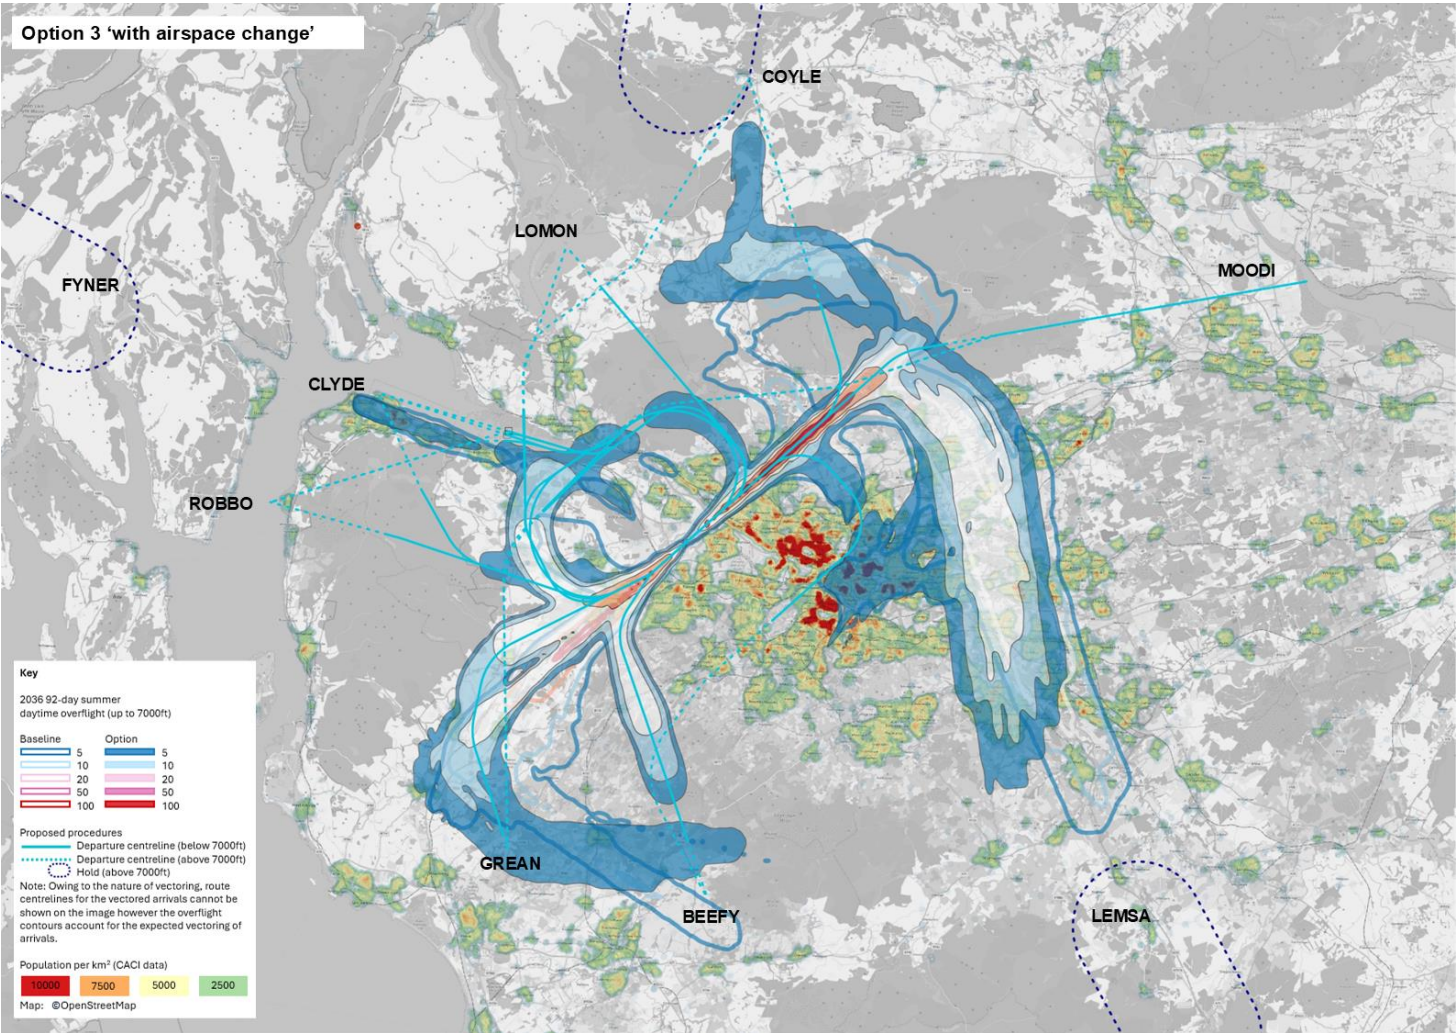 Option 3 ‘with airspace change’
COYLE
LOMON
MOODI
FYNER
CLYDE
ROBBO
GREAN
BEEFY
LEMSA
Key
2036 92-day summer
daytime overflight (up to 7000ft)
Baseline Option
5 5
10 10
20 20
50 50
100 100
Proposed procedures
Departure centreline (below 7000ft)
Departure centreline (above 7000ft)
Hold (above 7000ft)
Note: Owing to the nature of vectoring, route
centrelines for the vectored arrivals cannot be
shown on the image however the overflight
contours account for the expected vectoring of
arrivals.
Population per km² (CACI data)
10000 7500 5000 2500
Map: ©OpenStreetMap